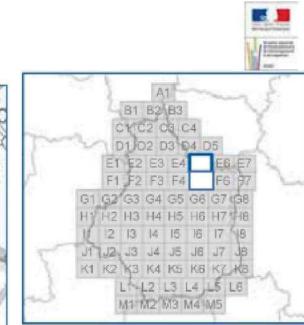 A1
B1 B2 B3
C1 C2 C3 C4
D1 D2 D3 D4 D5
E1 E2 E3 E4 E6 E7
F1 F2 F3 F4 F6 F7
G1 G2 G3 G4 G5 G6 G7 G8
H1 H2 H3 H4 H5 H6 H7 H8
I1 I2 I3 I4 I5 I6 I7 I8
J1 J2 J3 J4 J5 J6 J7 J8
K1 K2 K3 K4 K5 K6 K7 K8
L1 L2 L3 L4 L5 L6
M1 M2 M3 M4 M5